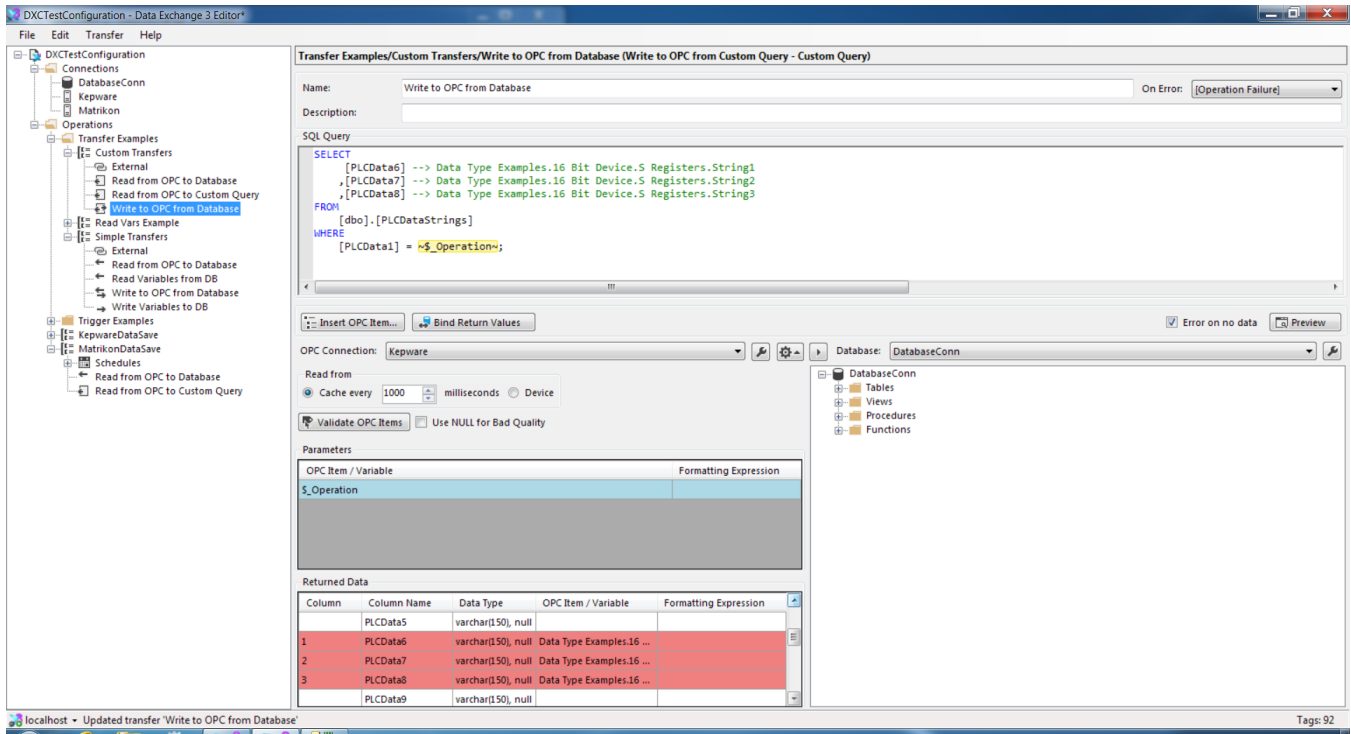 DXCTestConfiguration - Data Exchange 3 Editor*
File Edit Transfer Help
DXCTestConfiguration
Connections
DatabaseConn
Kepware
Matrikon
Operations
Transfer Examples
Custom Transfers
External
Read from OPC to Database
Read from OPC to Custom Query
Write to OPC from Database
Read Vars Example
Simple Transfers
External
Read from OPC to Database
Read Variables from DB
Write to OPC from Database
Write Variables to DB
Trigger Examples
KepwareDataSave
MatrikonDataSave
Schedules
Read from OPC to Database
Read from OPC to Custom Query
Transfer Examples/Custom Transfers/Write to OPC from Database (Write to OPC from Custom Query - Custom Query)
Name: Write to OPC from Database On Error: [Operation Failure]
Description:
SQL Query
SELECT
[PLCData6] --> Data Type Examples.16 Bit Device.S Registers.String1
,[PLCData7] --> Data Type Examples.16 Bit Device.S Registers.String2
,[PLCData8] --> Data Type Examples.16 Bit Device.S Registers.String3
FROM
[dbo].[PLCDataStrings]
WHERE
[PLCData1] = ~$_Operation~;
Insert OPC Item... Bind Return Values Error on no data Preview
OPC Connection: Kepware Database: DatabaseConn
Read from
Cache every 1000 milliseconds Device
Validate OPC Items Use NULL for Bad Quality
Parameters
OPC Item / Variable Formatting Expression
$_Operation
Returned Data
Column Column Name Data Type OPC Item / Variable Formatting Expression
PLCData5 varchar(150), null
1 PLCData6 varchar(150), null Data Type Examples.16 ...
2 PLCData7 varchar(150), null Data Type Examples.16 ...
3 PLCData8 varchar(150), null Data Type Examples.16 ...
PLCData9 varchar(150), null
DatabaseConn
Tables
Views
Procedures
Functions
localhost Updated transfer 'Write to OPC from Database' Tags: 92